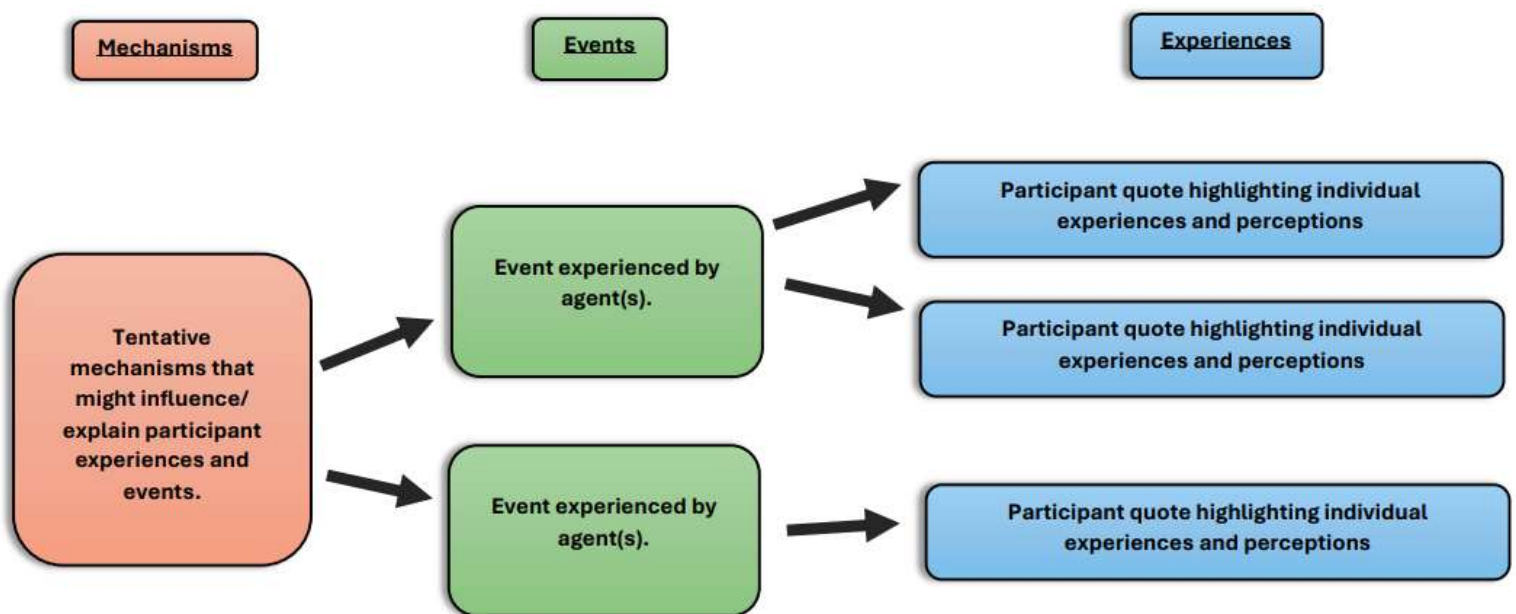 Mechanisms
Events
Experiences
Tentative
mechanisms that
might influence/
explain participant
experiences and
events.
Event experienced by
agent(s).
Event experienced by
agent(s).
Participant quote highlighting individual
experiences and perceptions
Participant quote highlighting individual
experiences and perceptions
Participant quote highlighting individual
experiences and perceptions